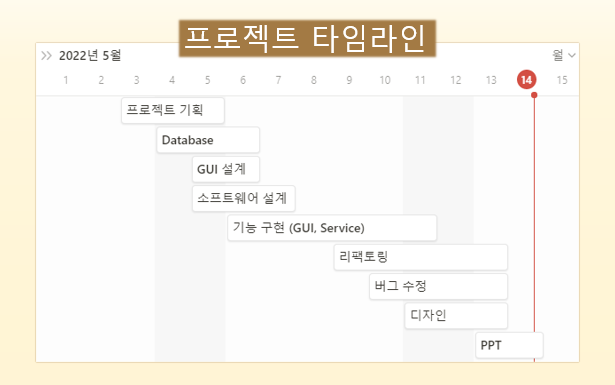 프로젝트 타임라인
2022년 5월 월
1 2 3 4 5 6 7 8 9 10 11 12 13 14 15
프로젝트 기획
Database
GUI 설계
소프트웨어 설계
기능 구현 (GUI, Service)
리팩토링
버그 수정
디자인
PPT